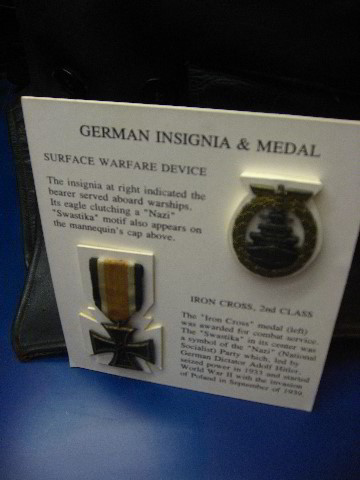 GERMAN INSIGNIA & MEDAL
SURFACE WARFARE DEVICE
The insignia at right indicated the
bearer served aboard warships.
Its eagle clutching a "Nazi"
"Swastika" motif also appears on
the mannequin's cap above.
IRON CROSS, 2nd CLASS
The "Iron Cross" medal (left)
was awarded for combat service.
The "Swastika" in its center was
a symbol of the "Nazi" (National
Socialist) Party which, led by
German Dictator Adolf Hitler,
seized power in 1933 and started
World War II with the invasion
of Poland in September of 1939.